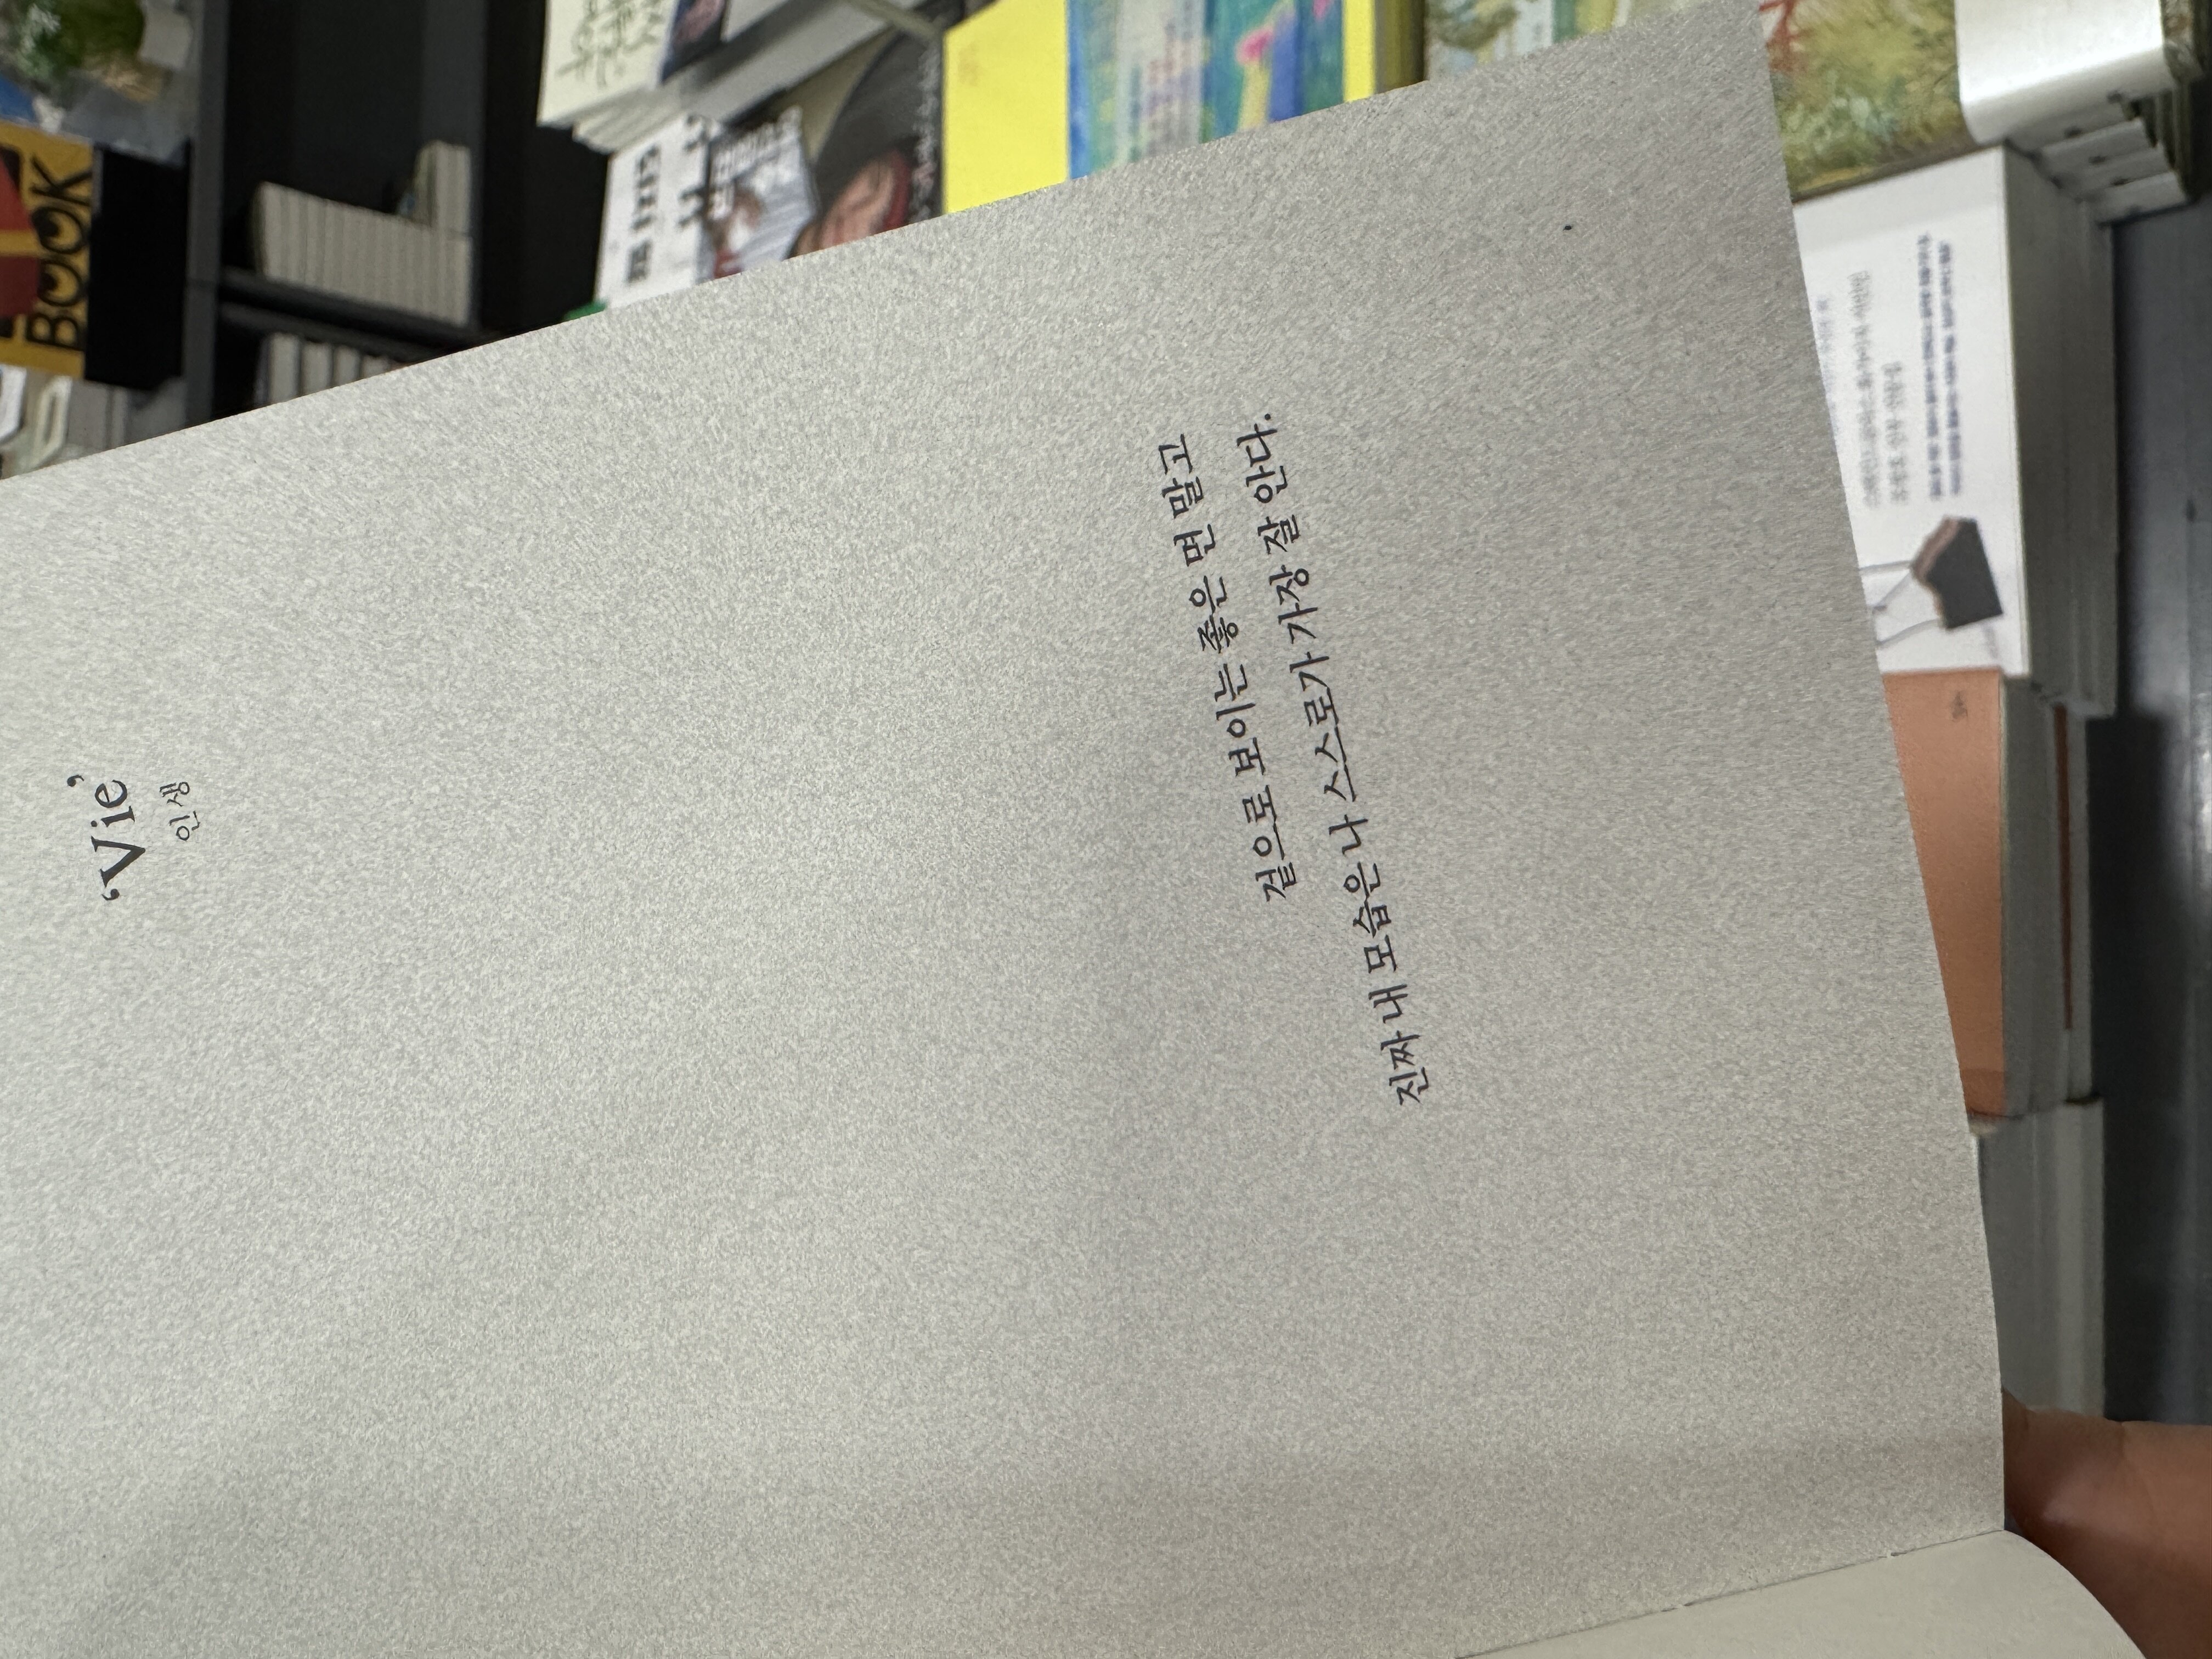 ‘Vie’
인생
겉으로 보이는 좋은 면 말고
진짜 내 모습은 나 스스로가 가장 잘 안다.
BOOK